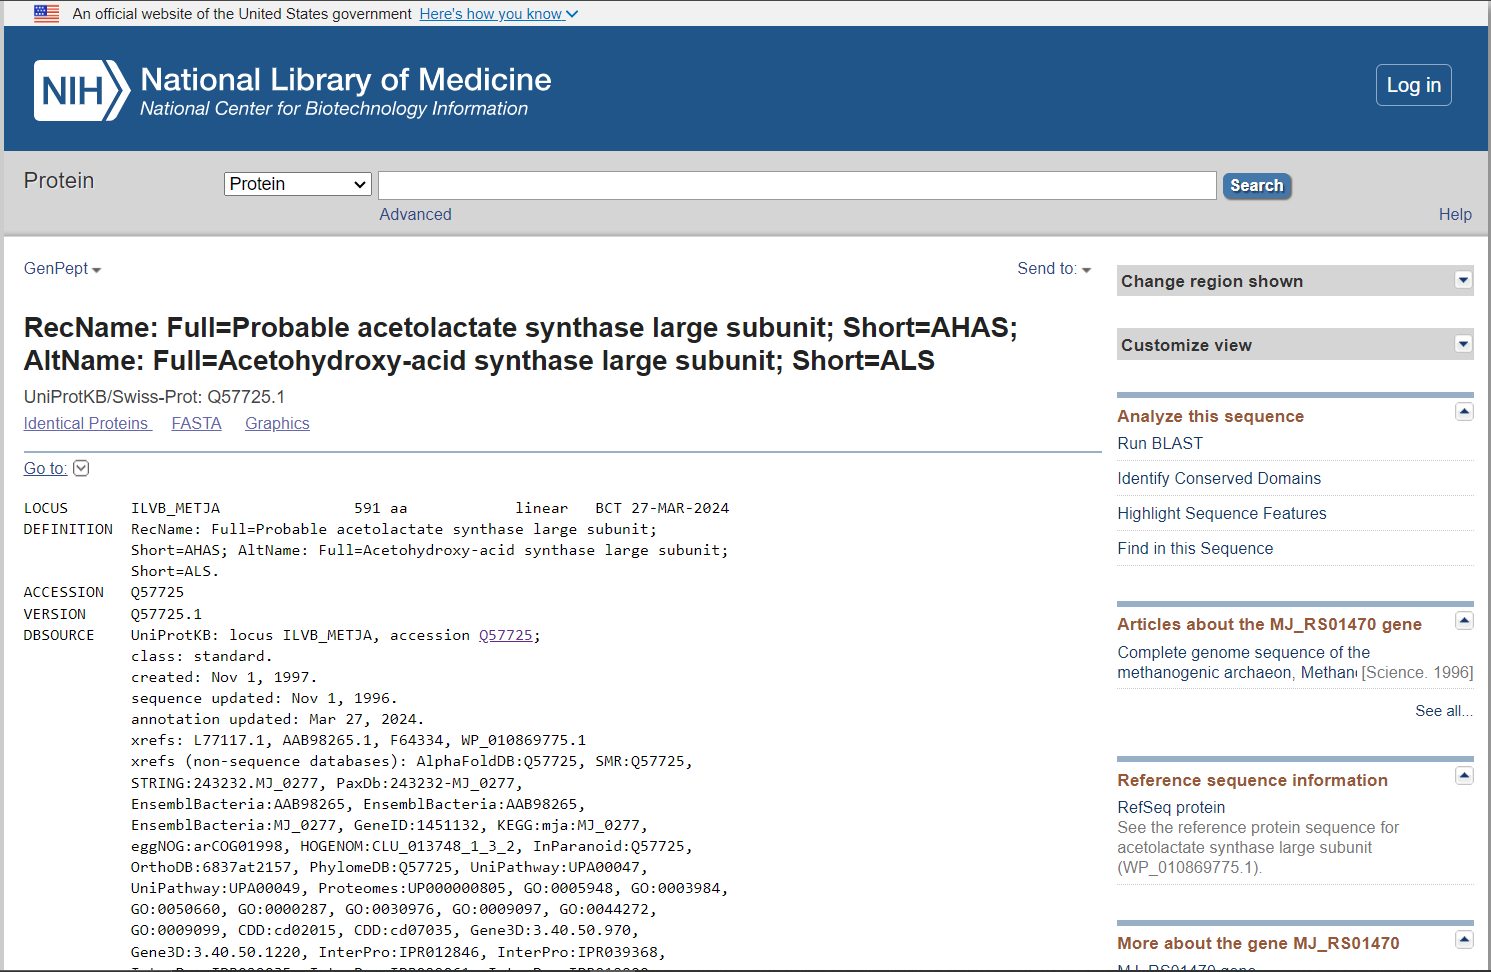 An official website of the United States government Here's how you know
NIH National Library of Medicine
National Center for Biotechnology Information
Log in
Protein Protein Search
Advanced Help
GenPept Send to:
RecName: Full=Probable acetolactate synthase large subunit; Short=AHAS;
AltName: Full=Acetohydroxy-acid synthase large subunit; Short=ALS
UniProtKB/Swiss-Prot: Q57725.1
Identical Proteins FASTA Graphics
Go to:
LOCUS ILVB_METJA 591 aa linear BCT 27-MAR-2024
DEFINITION RecName: Full=Probable acetolactate synthase large subunit;
Short=AHAS; AltName: Full=Acetohydroxy-acid synthase large subunit;
Short=ALS.
ACCESSION Q57725
VERSION Q57725.1
DBSOURCE UniProtKB: locus ILVB_METJA, accession Q57725;
class: standard.
created: Nov 1, 1997.
sequence updated: Nov 1, 1996.
annotation updated: Mar 27, 2024.
xrefs: L77117.1, AAB98265.1, F64334, WP_010869775.1
xrefs (non-sequence databases): AlphaFoldDB:Q57725, SMR:Q57725,
STRING:243232.MJ_0277, PaxDb:243232-MJ_0277,
EnsemblBacteria:AAB98265, EnsemblBacteria:AAB98265,
EnsemblBacteria:MJ_0277, GeneID:1451132, KEGG:mja:MJ_0277,
eggNOG:arCOG01998, HOGENOM:CLU_013748_1_3_2, InParanoid:Q57725,
OrthoDB:6837at2157, PhylomeDB:Q57725, UniPathway:UPA00047,
UniPathway:UPA00049, Proteomes:UP000000805, GO:0005948, GO:0003984,
GO:0050660, GO:0000287, GO:0030976, GO:0009097, GO:0044272,
GO:0009099, CDD:cd02015, CDD:cd07035, Gene3D:3.40.50.970,
Gene3D:3.40.50.1220, InterPro:IPR012846, InterPro:IPR039368,
Change region shown
Customize view
Analyze this sequence
Run BLAST
Identify Conserved Domains
Highlight Sequence Features
Find in this Sequence
Articles about the MJ_RS01470 gene
Complete genome sequence of the
methanogenic archaeon, Methan [Science. 1996]
See all...
Reference sequence information
RefSeq protein
See the reference protein sequence for
acetolactate synthase large subunit
(WP_010869775.1).
More about the gene MJ_RS01470
MJ_RS01470 gene